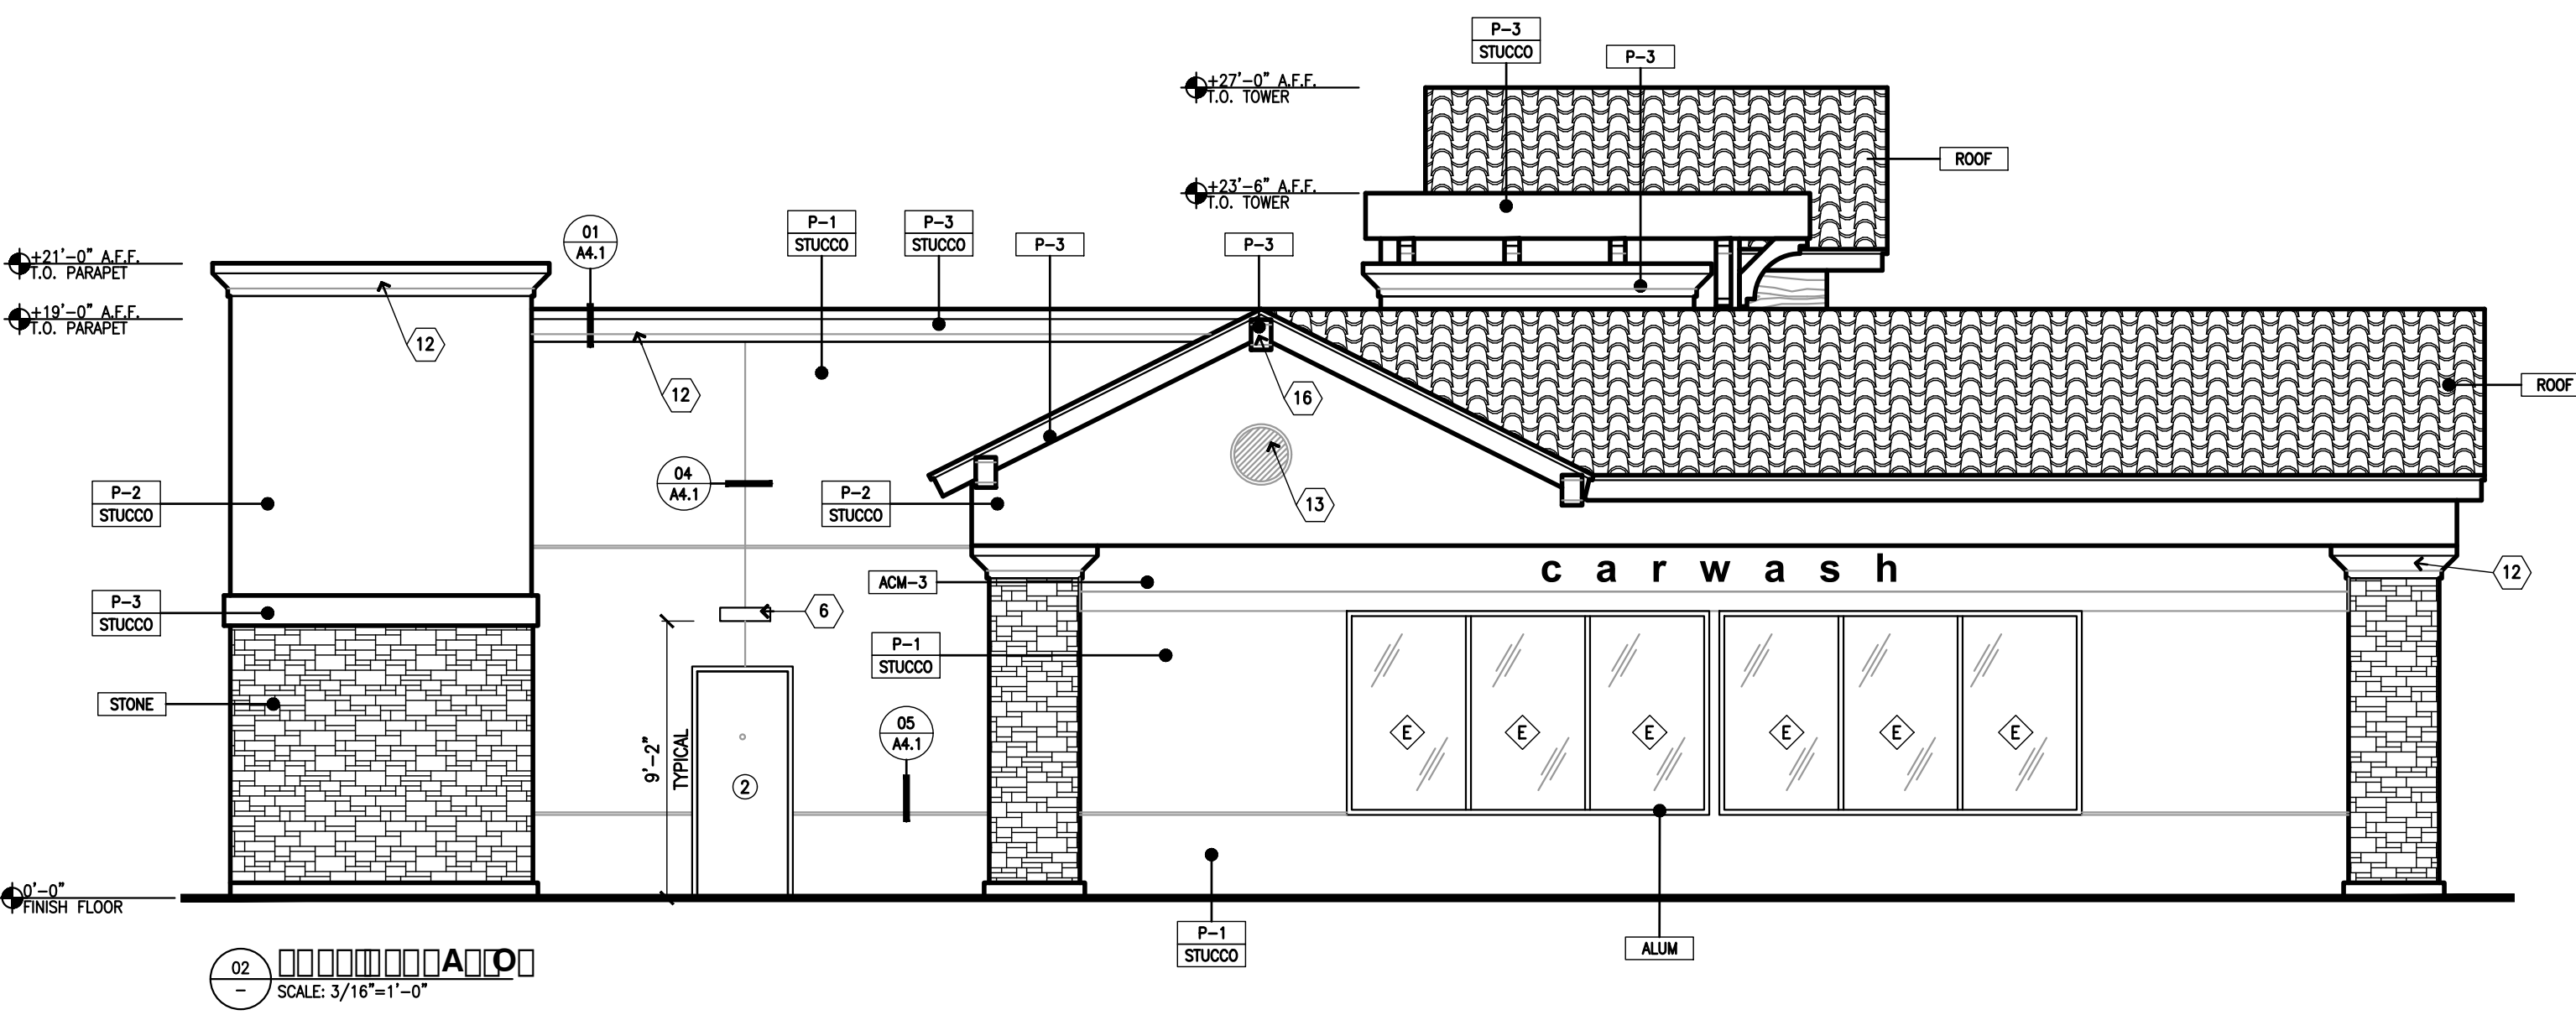 P-3
STUCCO
P-3
+27'-0" A.F.F.
T.O. TOWER
ROOF
+23'-6" A.F.F.
T.O. TOWER
01
A4.1
P-1
STUCCO
P-3
STUCCO
P-3
P-3
+21'-0" A.F.F.
T.O. PARAPET
+19'-0" A.F.F.
T.O. PARAPET
12
12
16
ROOF
04
A4.1
P-2
STUCCO
P-2
STUCCO
13
carwash
ACM-3
12
P-3
STUCCO
6
P-1
STUCCO
STONE
9'-2"
TYPICAL
05
A4.1
E
E
E
E
E
E
2
0'-0"
FINISH FLOOR
P-1
STUCCO
ALUM
02
-
SCALE: 3/16"=1'-0"